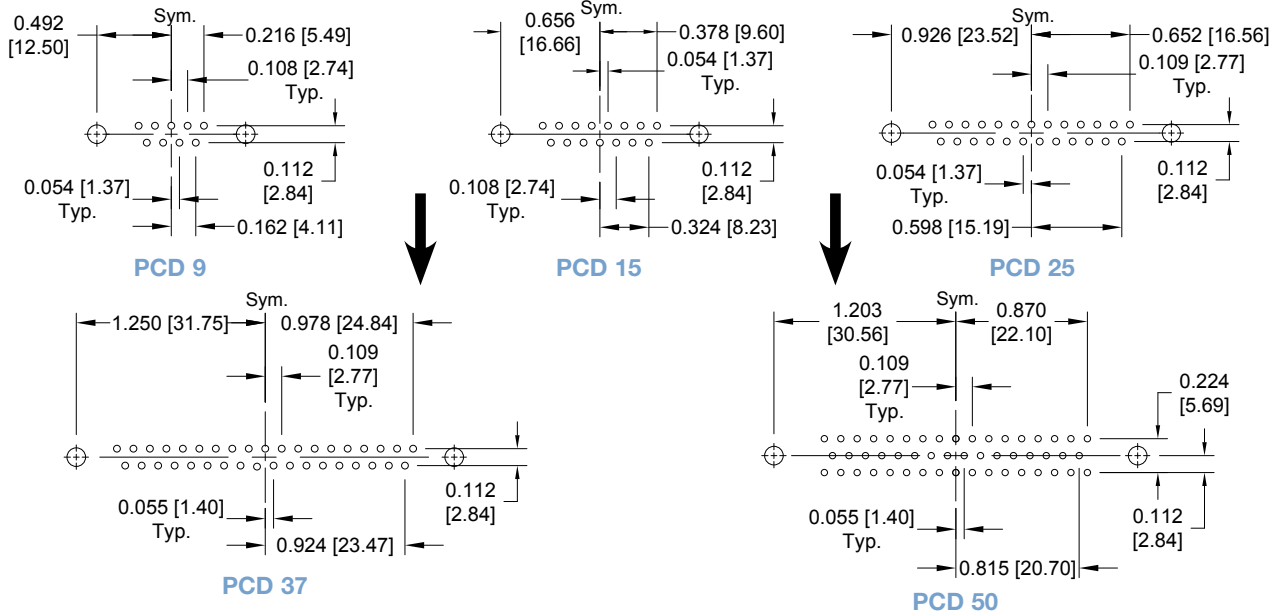 Sym.
0.492
[12.50]
0.216 [5.49]
0.108 [2.74]
Typ.
0.112
[2.84]
0.054 [1.37]
Typ.
0.162 [4.11]
PCD 9
Sym.
0.656
[16.66]
0.378 [9.60]
0.054 [1.37]
Typ.
0.108 [2.74]
Typ.
0.112
[2.84]
0.324 [8.23]
PCD 15
Sym.
0.926 [23.52]
0.652 [16.56]
0.109 [2.77]
Typ.
0.054 [1.37]
Typ.
0.112
[2.84]
0.598 [15.19]
PCD 25
Sym.
1.250 [31.75]
0.978 [24.84]
0.109
[2.77]
Typ.
0.055 [1.40]
Typ.
0.112
[2.84]
0.924 [23.47]
PCD 37
Sym.
1.203
[30.56]
0.870
[22.10]
0.109
[2.77]
Typ.
0.224
[5.69]
0.055 [1.40]
Typ.
0.112
[2.84]
0.815 [20.70]
PCD 50